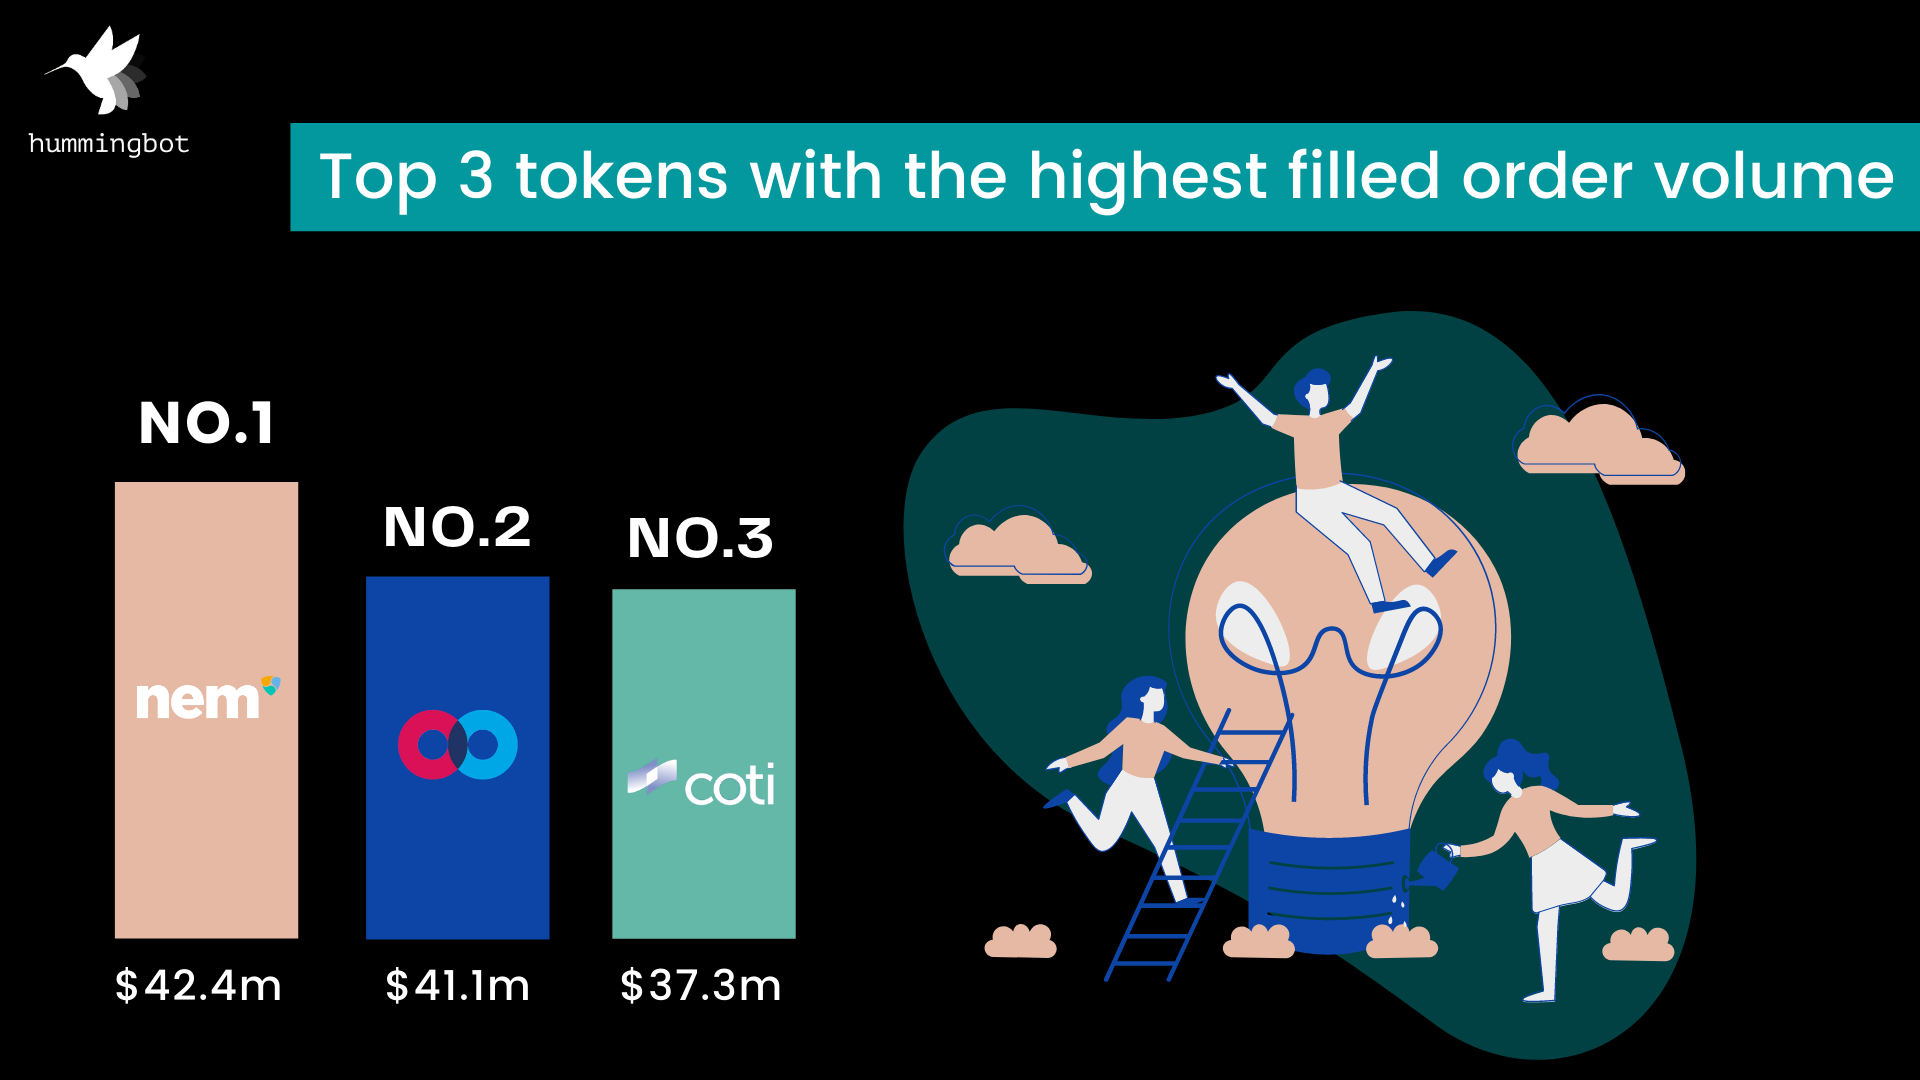 hummingbot
Top 3 tokens with the highest filled order volume
NO.1
NO.2
NO.3
nem
coti
$42.4m
$41.1m
$37.3m